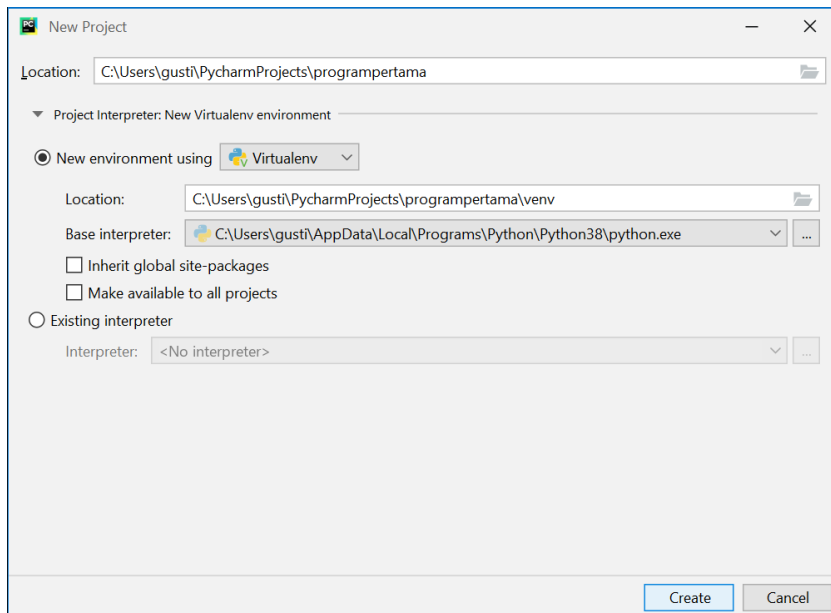 PC
New Project
Location: C:\Users\gusti\PycharmProjects\programpertama
Project Interpreter: New Virtualenv environment
New environment using Virtualenv
Location: C:\Users\gusti\PycharmProjects\programpertama\venv
Base interpreter: C:\Users\gusti\AppData\Local\Programs\Python\Python38\python.exe ...
Inherit global site-packages
Make available to all projects
Existing interpreter
Interpreter: <No interpreter> ...
Create Cancel